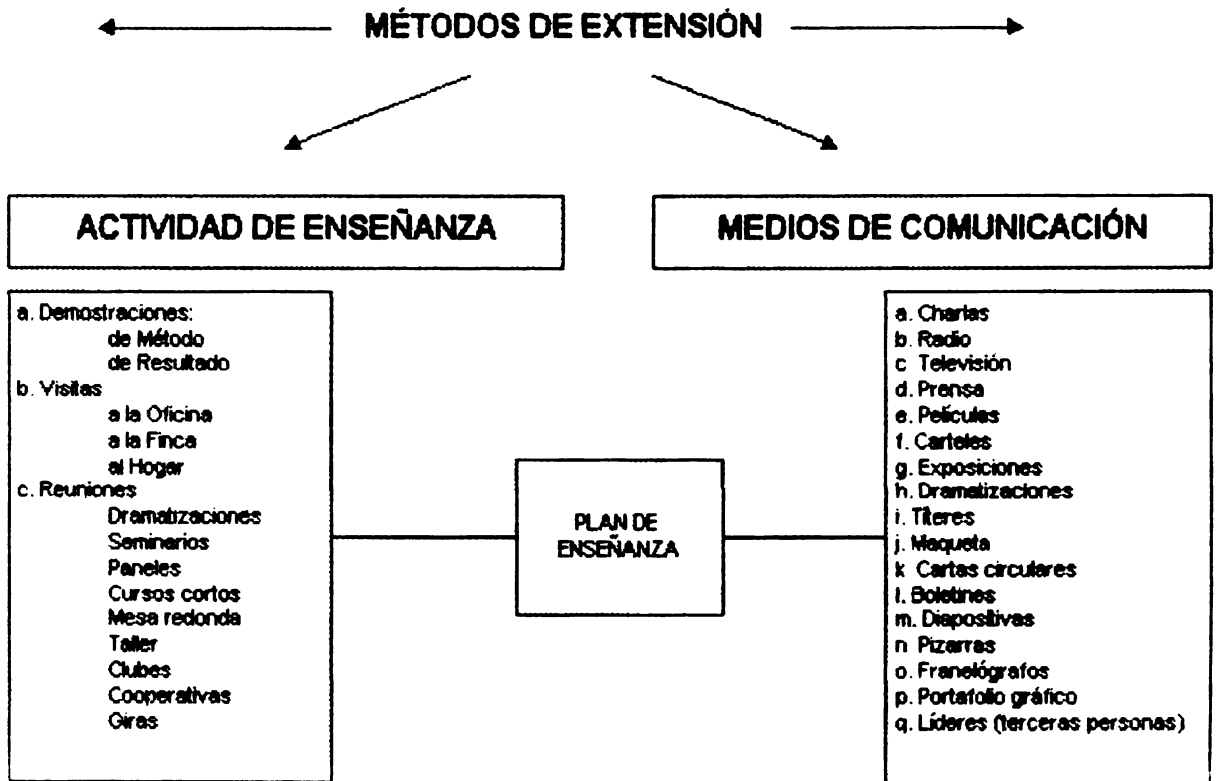 MÉTODOS DE EXTENSIÓN
ACTIVIDAD DE ENSEÑANZA
a. Demostraciones:
de Método
de Resultado
b. Visitas
a la Oficina
a la Finca
al Hogar
c. Reuniones
Dramatizaciones
Seminarios
Paneles
Cursos cortos
Mesa redonda
Taller
Clubes
Cooperativas
Giras
PLAN DE
ENSEÑANZA
MEDIOS DE COMUNICACIÓN
a. Charlas
b. Radio
c Televisión
d. Prensa
e. Películas
f. Carteles
g. Exposiciones
h. Dramatizaciones
i. Títeres
j. Maqueta
k Cartas circulares
l. Boletines
m. Diapositivas
n Pizarras
o. Franelógrafos
p. Portafolio gráfico
q. Líderes (terceras personas)